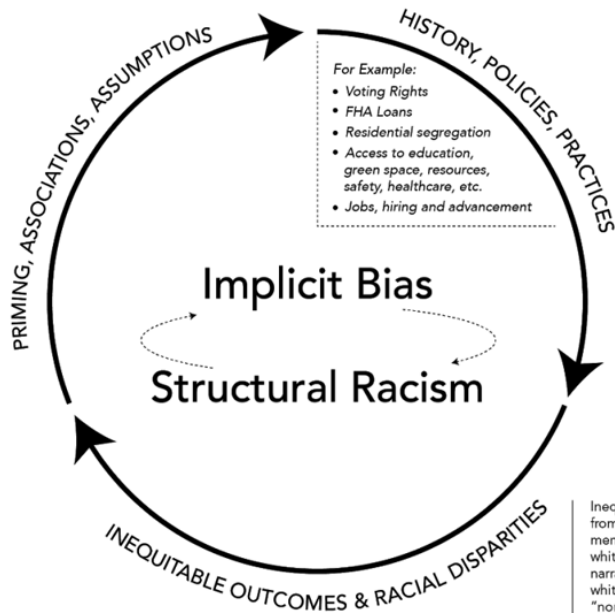 PRIMING, ASSOCIATIONS, ASSUMPTIONS
HISTORY, POLICIES, PRACTICES
For Example:
• Voting Rights
• FHA Loans
• Residential segregation
• Access to education,
green space, resources,
safety, healthcare, etc.
• Jobs, hiring and advancement
Implicit Bias
Structural Racism
INEQUITABLE OUTCOMES & RACIAL DISPARITIES
from